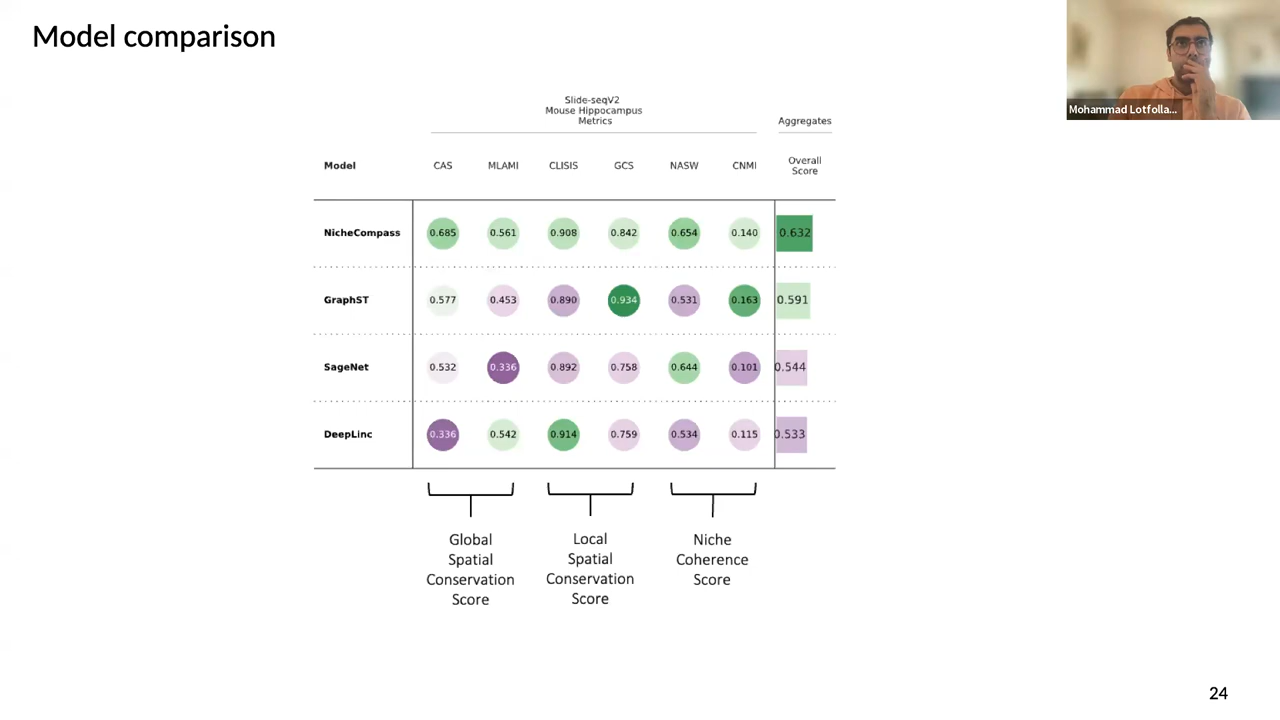 Model comparison
Mohammad Lotfolla...
Slide-seqV2
Mouse Hippocampus
Metrics
Aggregates
Model CAS MLAMI CLISIS GCS NASW CNMI Overall
Score
NicheCompass 0.685 0.561 0.908 0.842 0.654 0.140 0.632
GraphST 0.577 0.453 0.890 0.934 0.531 0.163 0.591
SageNet 0.532 0.336 0.892 0.758 0.644 0.101 0.544
DeepLinc 0.336 0.542 0.914 0.759 0.534 0.115 0.533
Global
Spatial
Conservation
Score
Local
Spatial
Conservation
Score
Niche
Coherence
Score
24